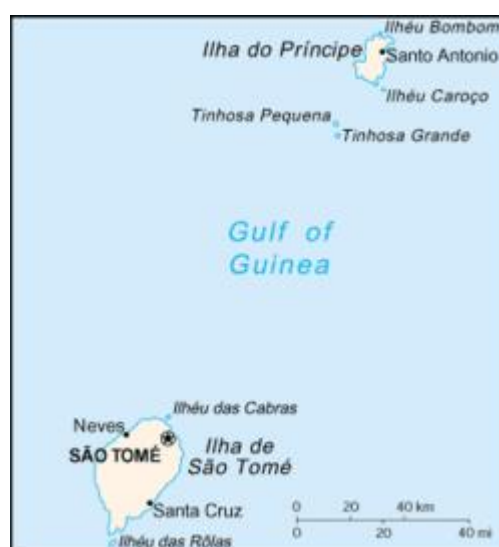 Ilhéu Bombom
Ilha do Príncipe
Santo Antonio
Ilhéu Caroço
Tinhosa Pequena
Tinhosa Grande
Gulf of
Guinea
Ilhéu das Cabras
Neves
SÃO TOMÉ
Ilha de
São Tomé
Santa Cruz
0 20 40 km
0 20 40 mi
Ilhéu das Rôlas